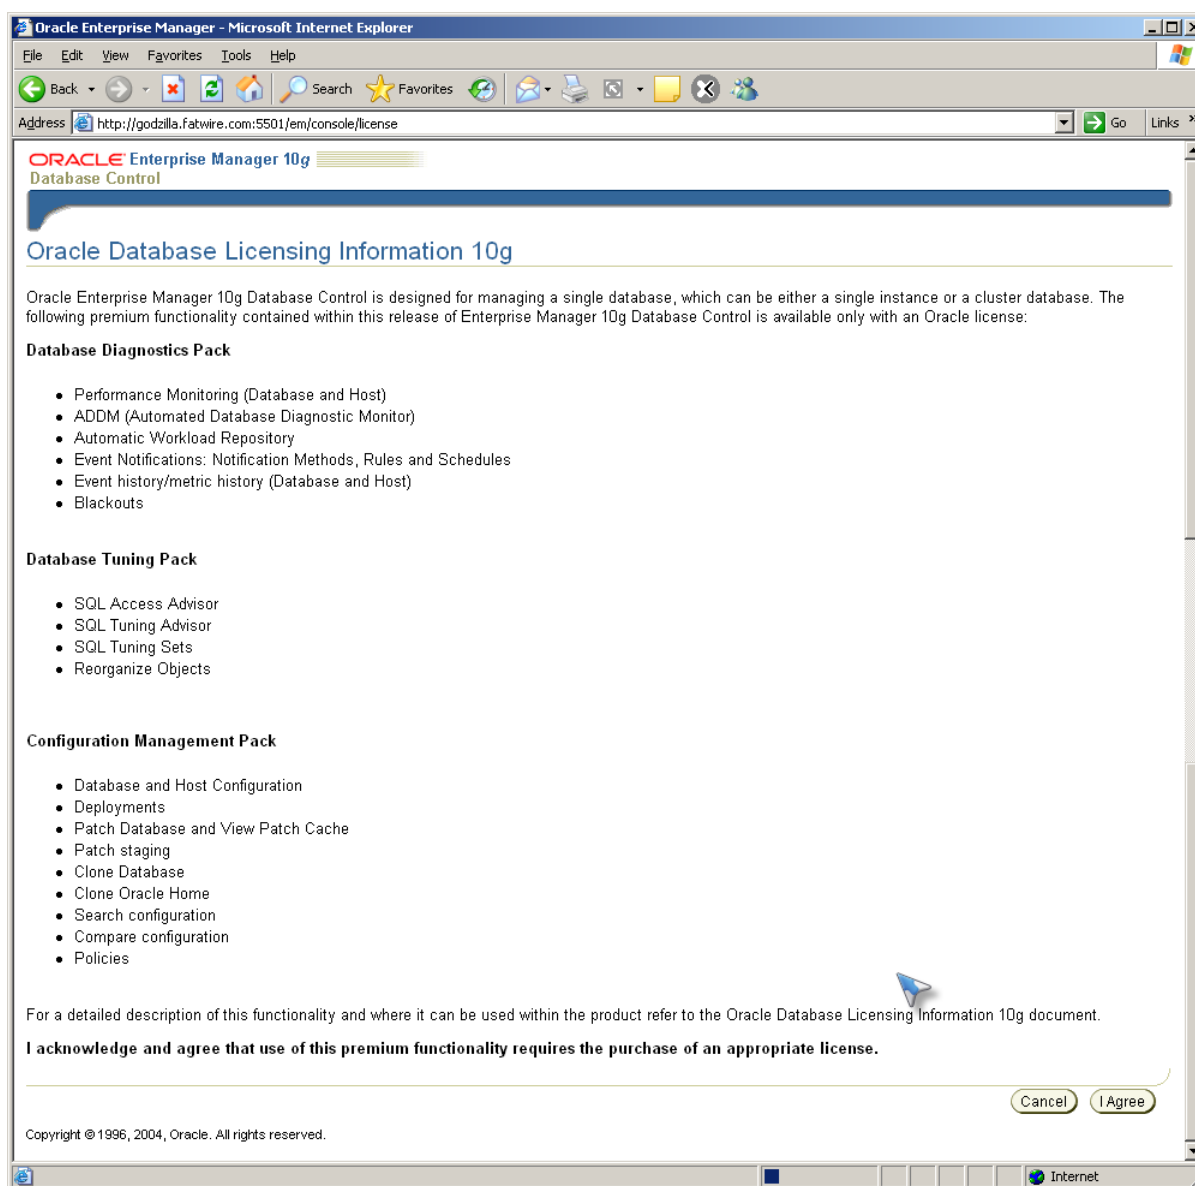 Oracle Enterprise Manager - Microsoft Internet Explorer
File Edit View Favorites Tools Help
Back Search Favorites
Address http://godzilla.fatwire.com:5501/em/console/license Go Links »
ORACLE Enterprise Manager 10g
Database Control
Oracle Database Licensing Information 10g
Oracle Enterprise Manager 10g Database Control is designed for managing a single database, which can be either a single instance or a cluster database. The
following premium functionality contained within this release of Enterprise Manager 10g Database Control is available only with an Oracle license:
Database Diagnostics Pack
• Performance Monitoring (Database and Host)
• ADDM (Automated Database Diagnostic Monitor)
• Automatic Workload Repository
• Event Notifications: Notification Methods, Rules and Schedules
• Event history/metric history (Database and Host)
• Blackouts
Database Tuning Pack
• SQL Access Advisor
• SQL Tuning Advisor
• SQL Tuning Sets
• Reorganize Objects
Configuration Management Pack
• Database and Host Configuration
• Deployments
• Patch Database and View Patch Cache
• Patch staging
• Clone Database
• Clone Oracle Home
• Search configuration
• Compare configuration
• Policies
For a detailed description of this functionality and where it can be used within the product refer to the Oracle Database Licensing Information 10g document.
I acknowledge and agree that use of this premium functionality requires the purchase of an appropriate license.
Cancel I Agree
Copyright © 1996, 2004, Oracle. All rights reserved.
Internet